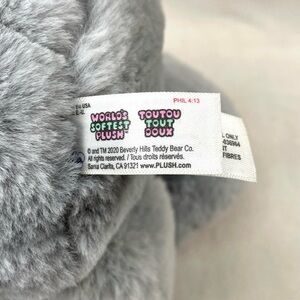 USA
PHIL 4:13
WORLD'S SOFTEST PLUSH
TOUTOU TOUT DOUX
© and TM 2020 Beverly Hills Teddy Bear Co.
All rights reserved. / Tous droits réservés.
Santa Clarita, CA 91321 www.PLUSH.com
ONLY
FIBRES